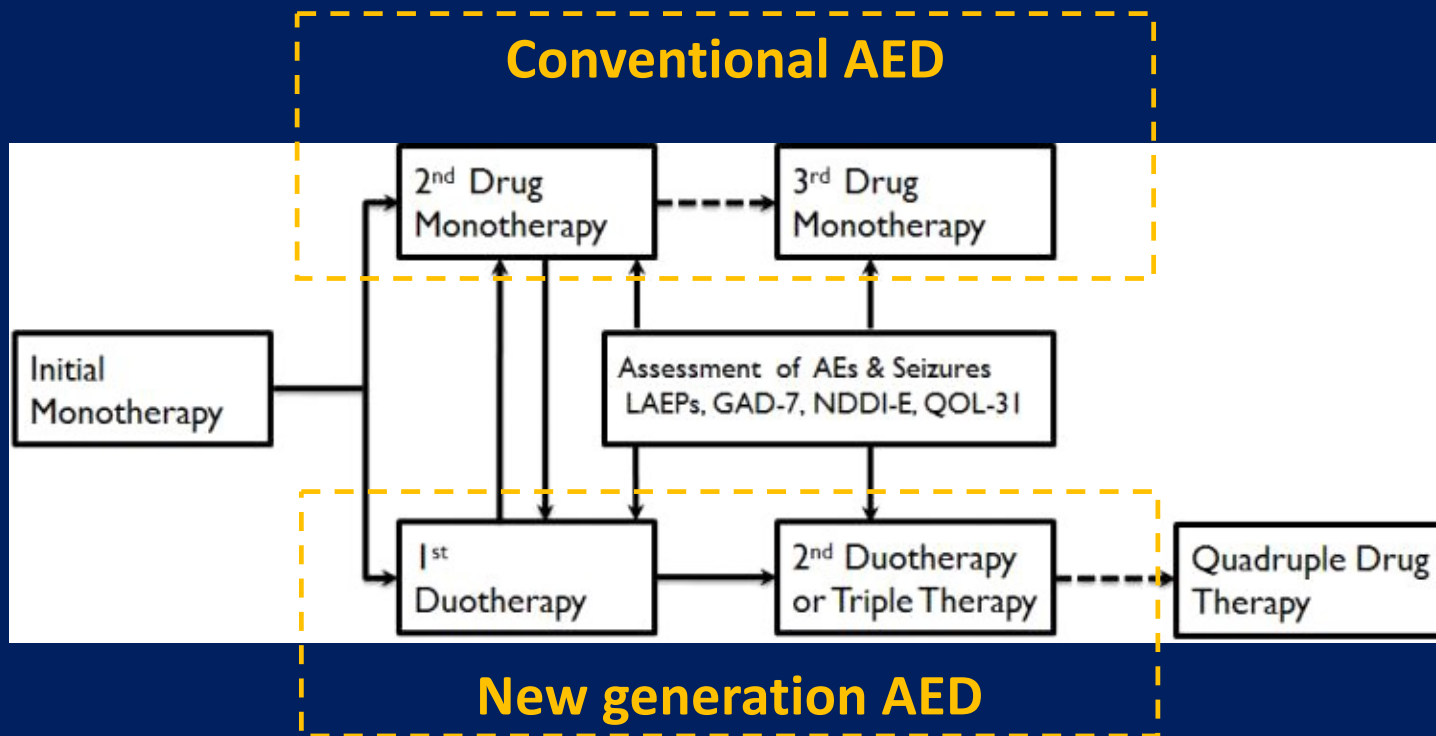 Conventional AED
2nd Drug
Monotherapy
3rd Drug
Monotherapy
Initial
Monotherapy
Assessment of AEs & Seizures
LAEPs, GAD-7, NDDI-E, QOL-31
1st
Duotherapy
2nd Duotherapy
or Triple Therapy
Quadruple Drug
Therapy
New generation AED